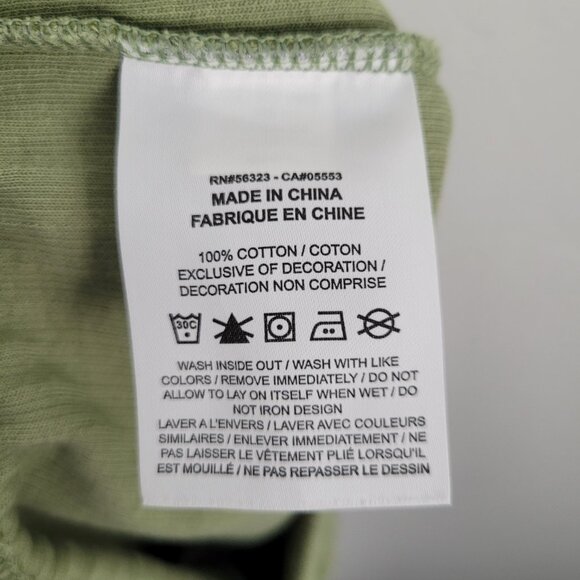 RN#56323 - CA#05553
MADE IN CHINA
FABRIQUE EN CHINE
100% COTTON / COTON
EXCLUSIVE OF DECORATION /
DECORATION NON COMPRISE
30C
WASH INSIDE OUT / WASH WITH LIKE
COLORS / REMOVE IMMEDIATELY / DO NOT
ALLOW TO LAY ON ITSELF WHEN WET / DO
NOT IRON DESIGN
LAVER A L'ENVERS / LAVER AVEC COULEURS
SIMILAIRES / ENLEVER IMMÉDIATEMENT / NE
PAS LAISSER LE VÊTEMENT PLIÉ LORSQU'IL
EST MOUILLÉ / NE PAS REPASSER LE DESSIN